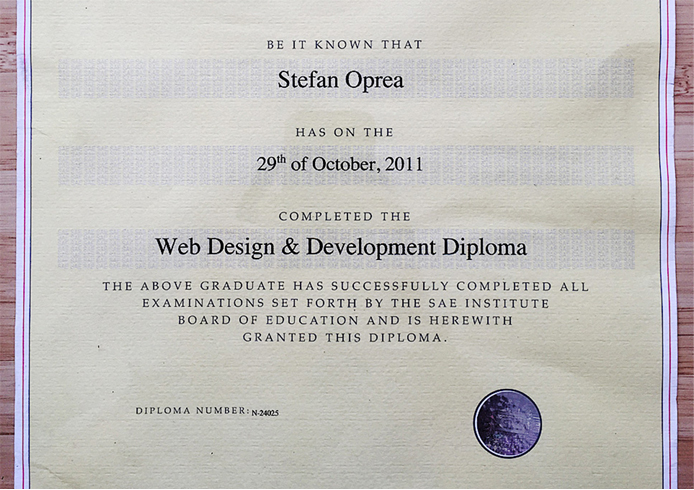 BE IT KNOWN THAT
Stefan Oprea
HAS ON THE
29th of October, 2011
COMPLETED THE
Web Design & Development Diploma
THE ABOVE GRADUATE HAS SUCCESSFULLY COMPLETED ALL
EXAMINATIONS SET FORTH BY THE SAE INSTITUTE
BOARD OF EDUCATION AND IS HEREWITH
GRANTED THIS DIPLOMA.
DIPLOMA NUMBER: N-24025